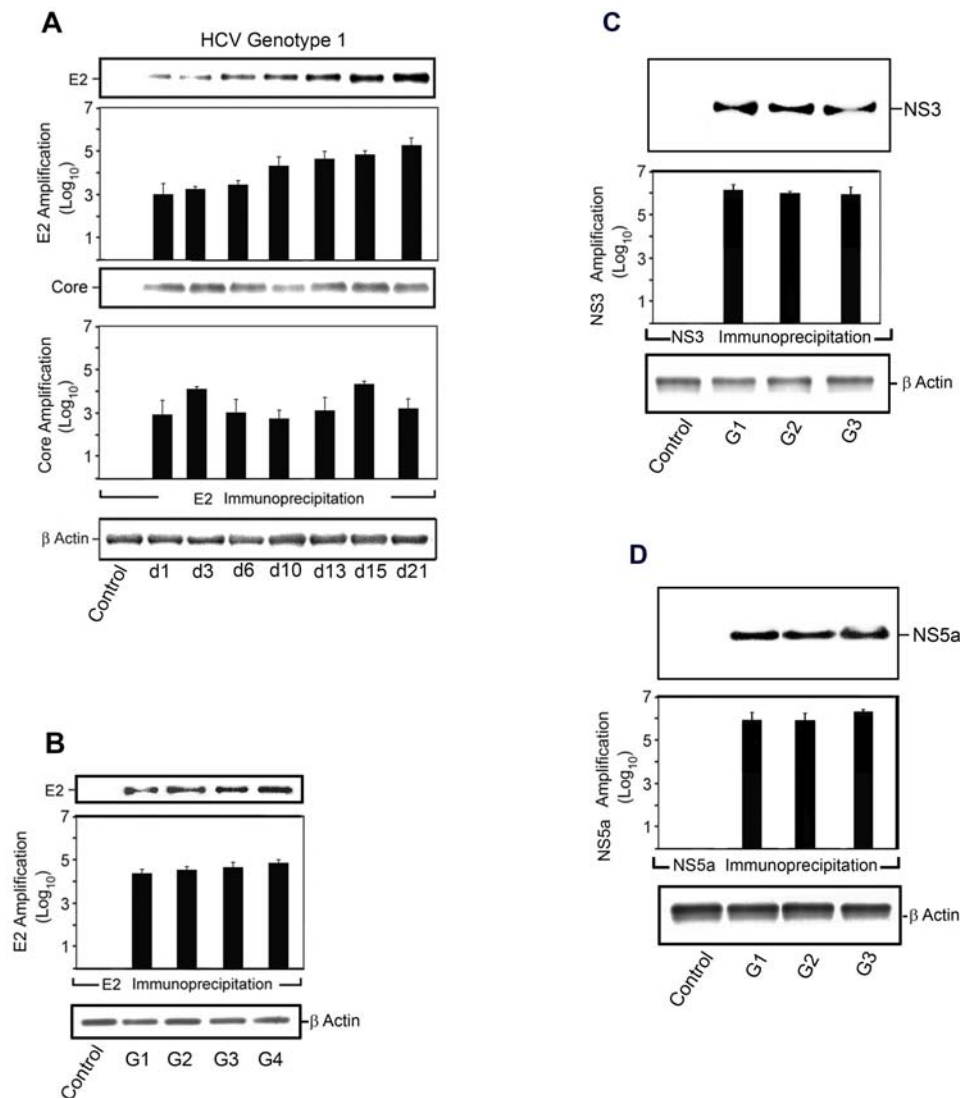 A
HCV Genotype 1
E2
7
5
3
1
E2 Amplification
(Log10)
Core
7
5
3
1
Core Amplification
(Log10)
E2 Immunoprecipitation
β Actin
Control d1 d3 d6 d10 d13 d15 d21
B
E2
7
5
3
1
E2 Amplification
(Log10)
E2 Immunoprecipitation
β Actin
Control G1 G2 G3 G4
C
NS3
7
6
5
3
1
NS3 Amplification
(Log10)
NS3 Immunoprecipitation
β Actin
Control G1 G2 G3
D
NS5a
7
6
5
3
1
NS5a Amplification
(Log10)
NS5a Immunoprecipitation
β Actin
Control G1 G2 G3